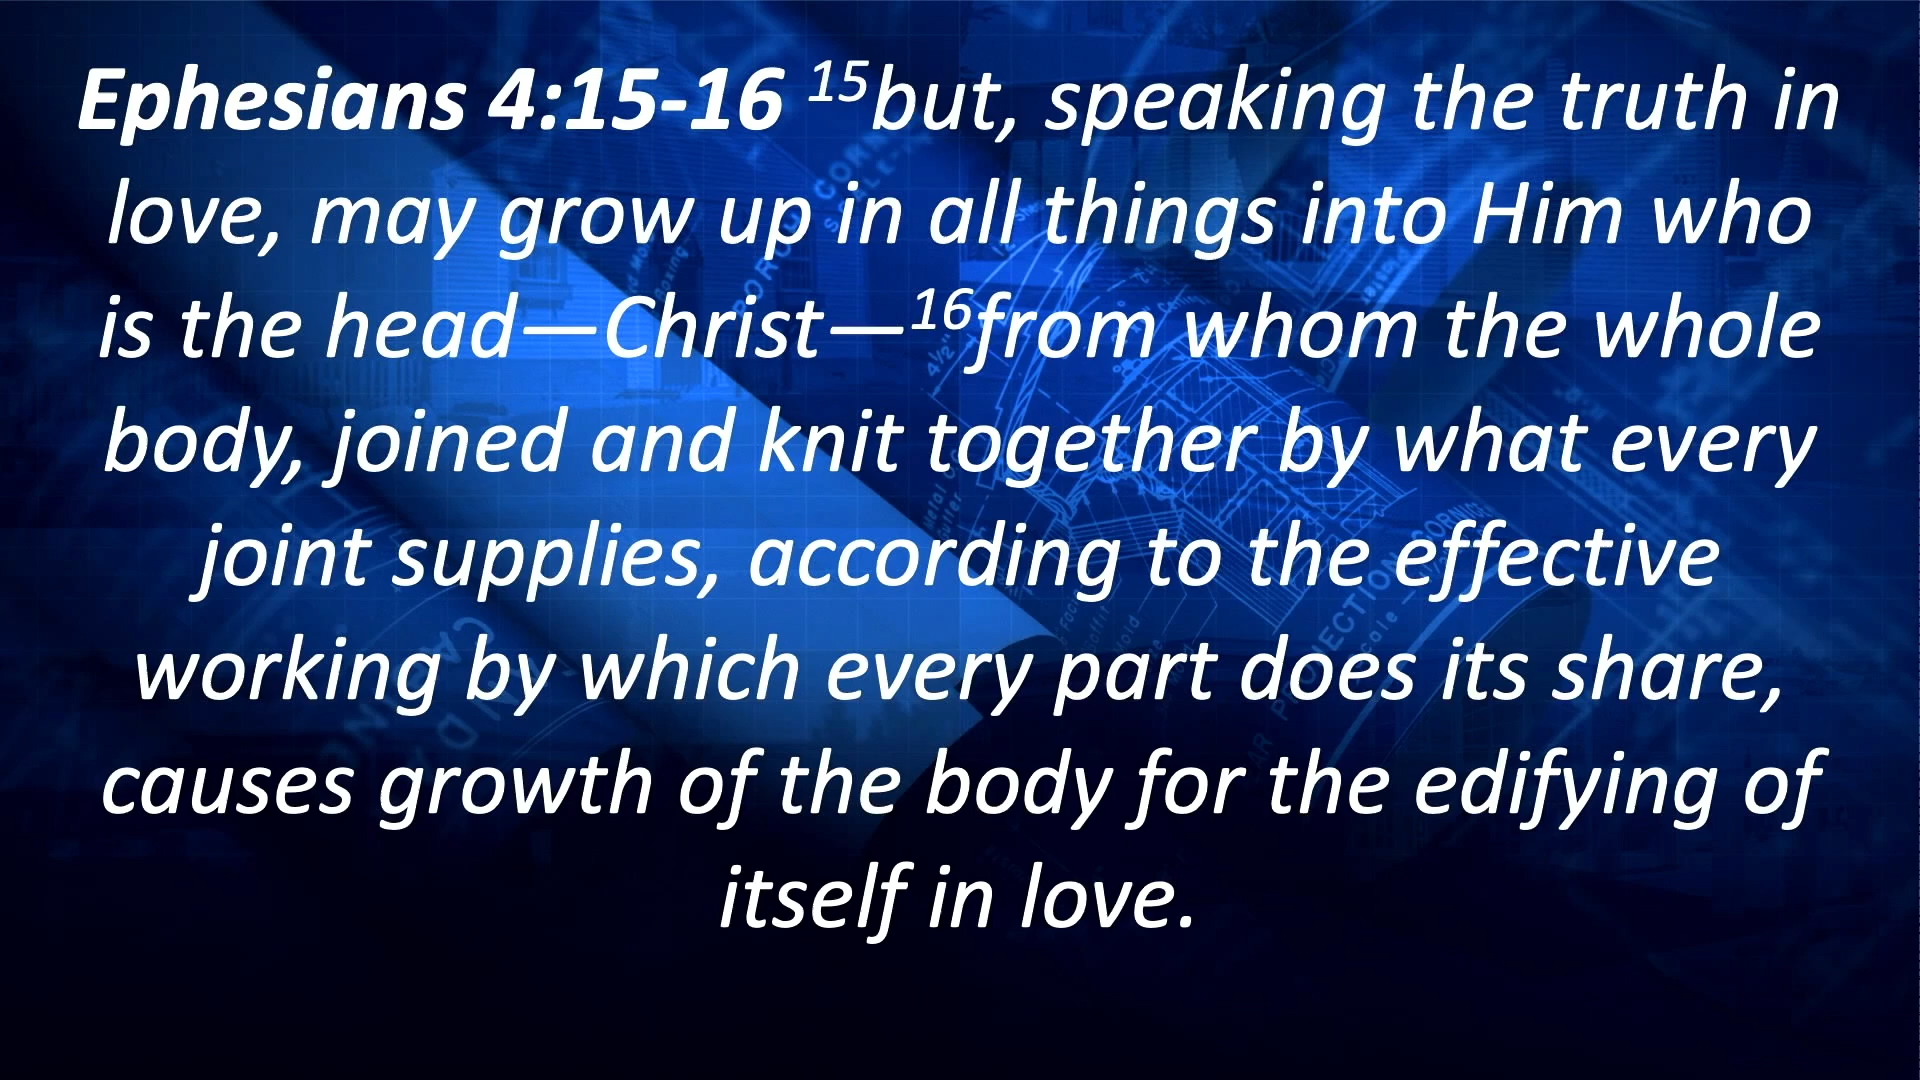 Ephesians 4:15-16 15but, speaking the truth in
love, may grow up in all things into Him who
is the head—Christ—16from whom the whole
body, joined and knit together by what every
joint supplies, according to the effective
working by which every part does its share,
causes growth of the body for the edifying of
itself in love.